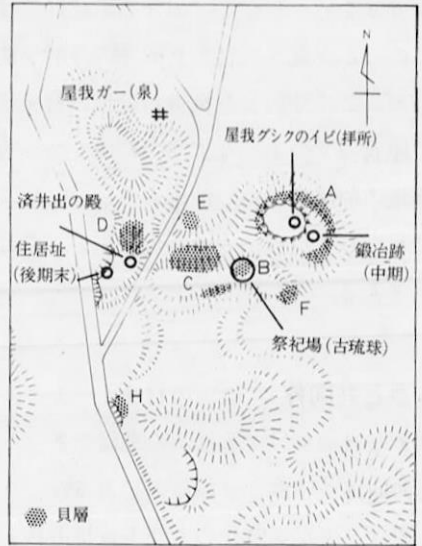 N
屋我ガー(泉)
屋我グシクのイビ(拝所)
A
済井出の殿
E
D
鍛冶跡
(中期)
住居址
(後期末)
B
C
F
祭祀場(古琉球)
H
貝層